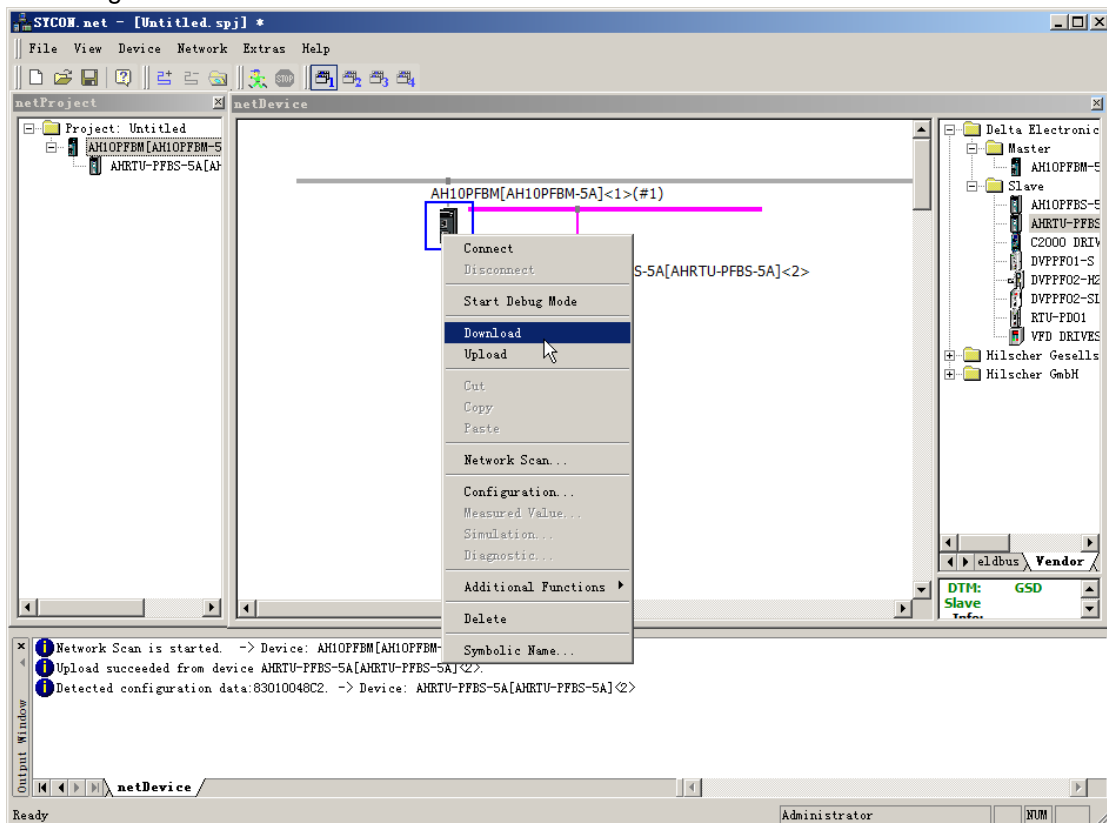 SYCON.net - [Untitled.spj] *
File View Device Network Extras Help
netProject
netDevice
Project: Untitled
AH10PFBM[AH10PFBM-5
AHRTU-PFBS-5A[AH
AH10PFBM[AH10PFBM-5A]<1>(#1)
S-5A[AHRTU-PFBS-5A]<2>
Connect
Disconnect
Start Debug Mode
Download
Upload
Cut
Copy
Paste
Network Scan...
Configuration...
Measured Value...
Simulation...
Diagnostic...
Additional Functions
Delete
Symbolic Name...
Delta Electronic
Master
AH10PFBM-5
Slave
AH10PFBS-5
AHRTU-PFBS
C2000 DRIV
DVPPF01-S
DVPPF02-H2
DVPPF02-SL
RTU-PD01
VFD DRIVES
Hilscher Gesells
Hilscher GmbH
eldbus Vendor
DTM: GSD
Slave
Network Scan is started. -> Device: AH10PFBM[AH10PFBM-
Upload succeeded from device AHRTU-PFBS-5A[AHRTU-PFBS-5A]<2>.
Detected configuration data:83010048C2. -> Device: AHRTU-PFBS-5A[AHRTU-PFBS-5A]<2>
Output Window
netDevice
Ready
Administrator
NUM